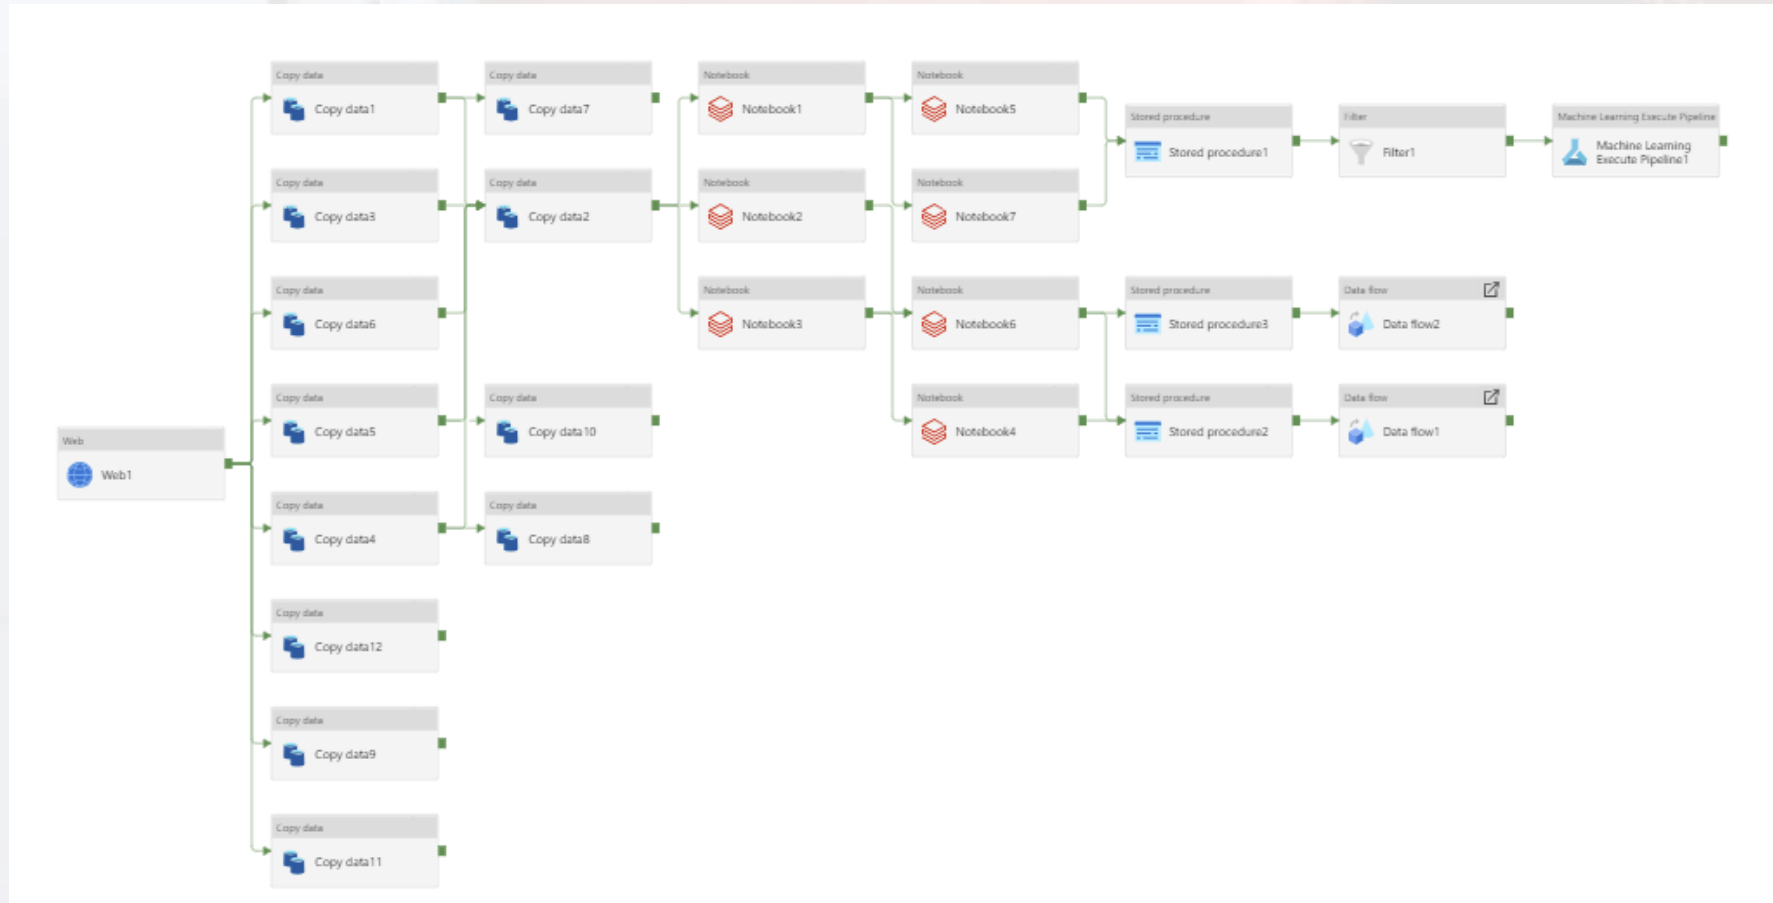 Copy data
Copy data1
Copy data
Copy data7
Notebook
Notebook1
Notebook
Notebook5
Stored procedure
Stored procedure1
Filter
Filter1
Machine Learning Execute Pipeline
Machine Learning
Execute Pipeline1
Copy data
Copy data3
Copy data
Copy data2
Notebook
Notebook2
Notebook
Notebook7
Copy data
Copy data6
Notebook
Notebook3
Notebook
Notebook6
Stored procedure
Stored procedure3
Data flow
Data flow2
Copy data
Copy data5
Copy data
Copy data10
Notebook
Notebook4
Stored procedure
Stored procedure2
Data flow
Data flow1
Web
Web1
Copy data
Copy data4
Copy data
Copy data8
Copy data
Copy data12
Copy data
Copy data9
Copy data
Copy data11